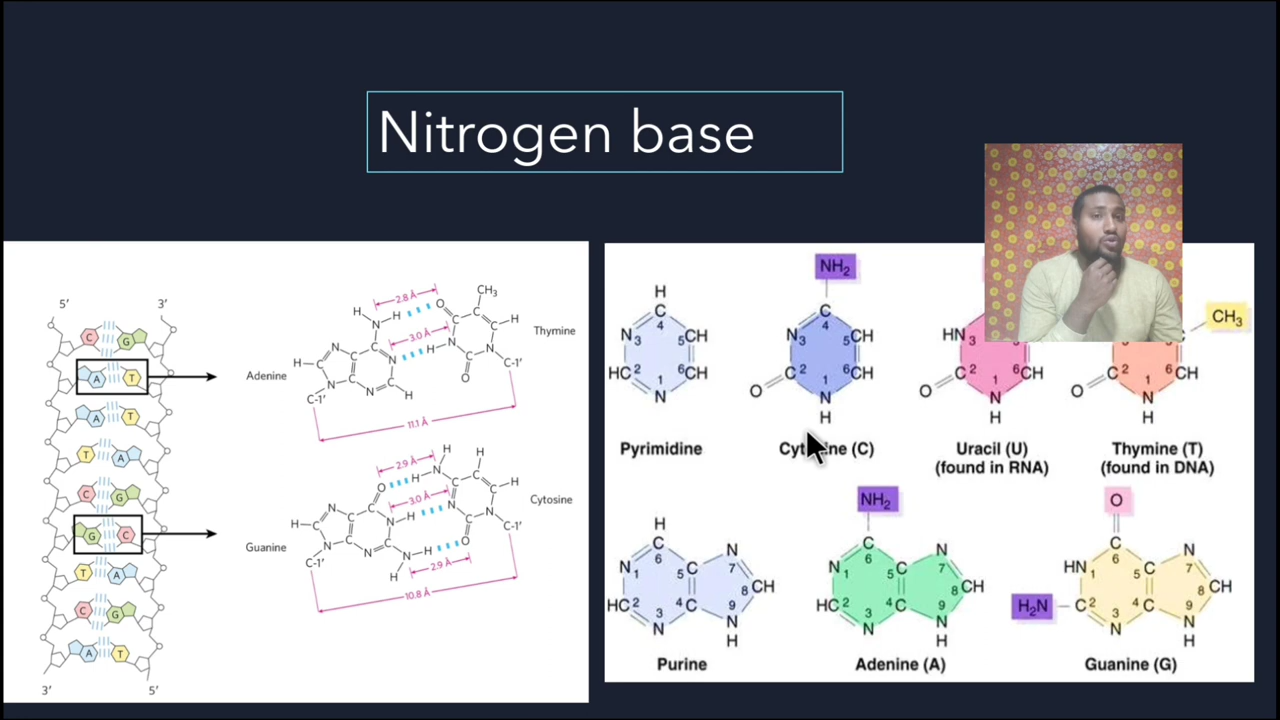 Nitrogen base
5' 3'
C G
A T
A T
T A
C G
G C
T A
C G
A T
3' 5'
Adenine
Thymine
2.8 Å
3.0 Å
11.1 Å
CH₃
H
N
H
O
C
C
C
H
N
H
N
C
N
C
C
N
C-1'
H
C
N
C
C
N
C
H
O
C-1'
Guanine
Cytosine
2.9 Å
3.0 Å
2.9 Å
10.8 Å
H
H
N
H
O
C
C
H
C
C
H
N
H
C
C
N
C
N
H
N
C
N
C
C-1'
H
C
N
C
N
H
O
C-1'
H
H
4
N 3 5 CH
HC 2 6 CH
1
N
Pyrimidine
NH₂
C
4
N 3 5 CH
O C 2 6 CH
1
N
H
Cyt ne (C)
HN 3
O C 2 6 CH
1
N
H
Uracil (U)
(found in RNA)
CH₃
C
O C 2 6 CH
1
N
H
Thymine (T)
(found in DNA)
H
C
6
N 1 5 C N 7
8 CH
HC 2 4 C 9
3
N N
H
Purine
NH₂
C
6
N 1 5 C N 7
8 CH
HC 2 4 C 9
3
N N
H
Adenine (A)
O
C
6
HN 1 5 C N 7
8 CH
H₂N C 2 4 C 9
3
N N
H
Guanine (G)